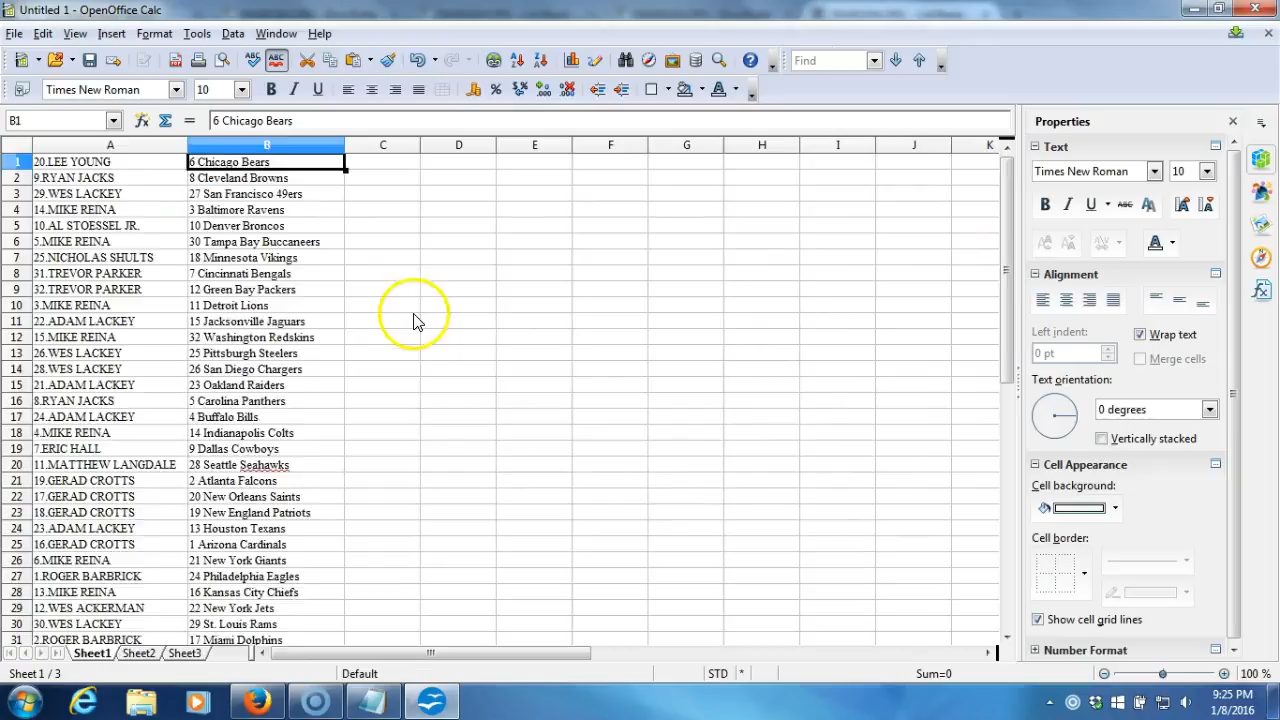 Untitled 1 - OpenOffice Calc
File Edit View Insert Format Tools Data Window Help
Find
Times New Roman 10
B1 6 Chicago Bears
A B C D E F G H I J K
1 20.LEE YOUNG 6 Chicago Bears
2 9.RYAN JACKS 8 Cleveland Browns
3 29.WES LACKEY 27 San Francisco 49ers
4 14.MIKE REINA 3 Baltimore Ravens
5 10.AL STOESSEL JR. 10 Denver Broncos
6 5.MIKE REINA 30 Tampa Bay Buccaneers
7 25.NICHOLAS SHULTS 18 Minnesota Vikings
8 31.TREVOR PARKER 7 Cincinnati Bengals
9 32.TREVOR PARKER 12 Green Bay Packers
10 3.MIKE REINA 11 Detroit Lions
11 22.ADAM LACKEY 15 Jacksonville Jaguars
12 15.MIKE REINA 32 Washington Redskins
13 26.WES LACKEY 25 Pittsburgh Steelers
14 28.WES LACKEY 26 San Diego Chargers
15 21.ADAM LACKEY 23 Oakland Raiders
16 8.RYAN JACKS 5 Carolina Panthers
17 24.ADAM LACKEY 4 Buffalo Bills
18 4.MIKE REINA 14 Indianapolis Colts
19 7.ERIC HALL 9 Dallas Cowboys
20 11.MATTHEW LANGDALE 28 Seattle Seahawks
21 19.GERAD CROTTS 2 Atlanta Falcons
22 17.GERAD CROTTS 20 New Orleans Saints
23 18.GERAD CROTTS 19 New England Patriots
24 23.ADAM LACKEY 13 Houston Texans
25 16.GERAD CROTTS 1 Arizona Cardinals
26 6.MIKE REINA 21 New York Giants
27 1.ROGER BARBRICK 24 Philadelphia Eagles
28 13.MIKE REINA 16 Kansas City Chiefs
29 12.WES ACKERMAN 22 New York Jets
30 30.WES LACKEY 29 St. Louis Rams
31 2.ROGER BARBRICK 17 Miami Dolphins
Sheet1 Sheet2 Sheet3
Sheet 1 / 3 Default STD * Sum=0 100 %
Properties
Text
Times New Roman 10
Alignment
Left indent: Wrap text
0 pt Merge cells
Text orientation:
0 degrees
Vertically stacked
Cell Appearance
Cell background:
Cell border:
Show cell grid lines
Number Format
9:25 PM
1/8/2016